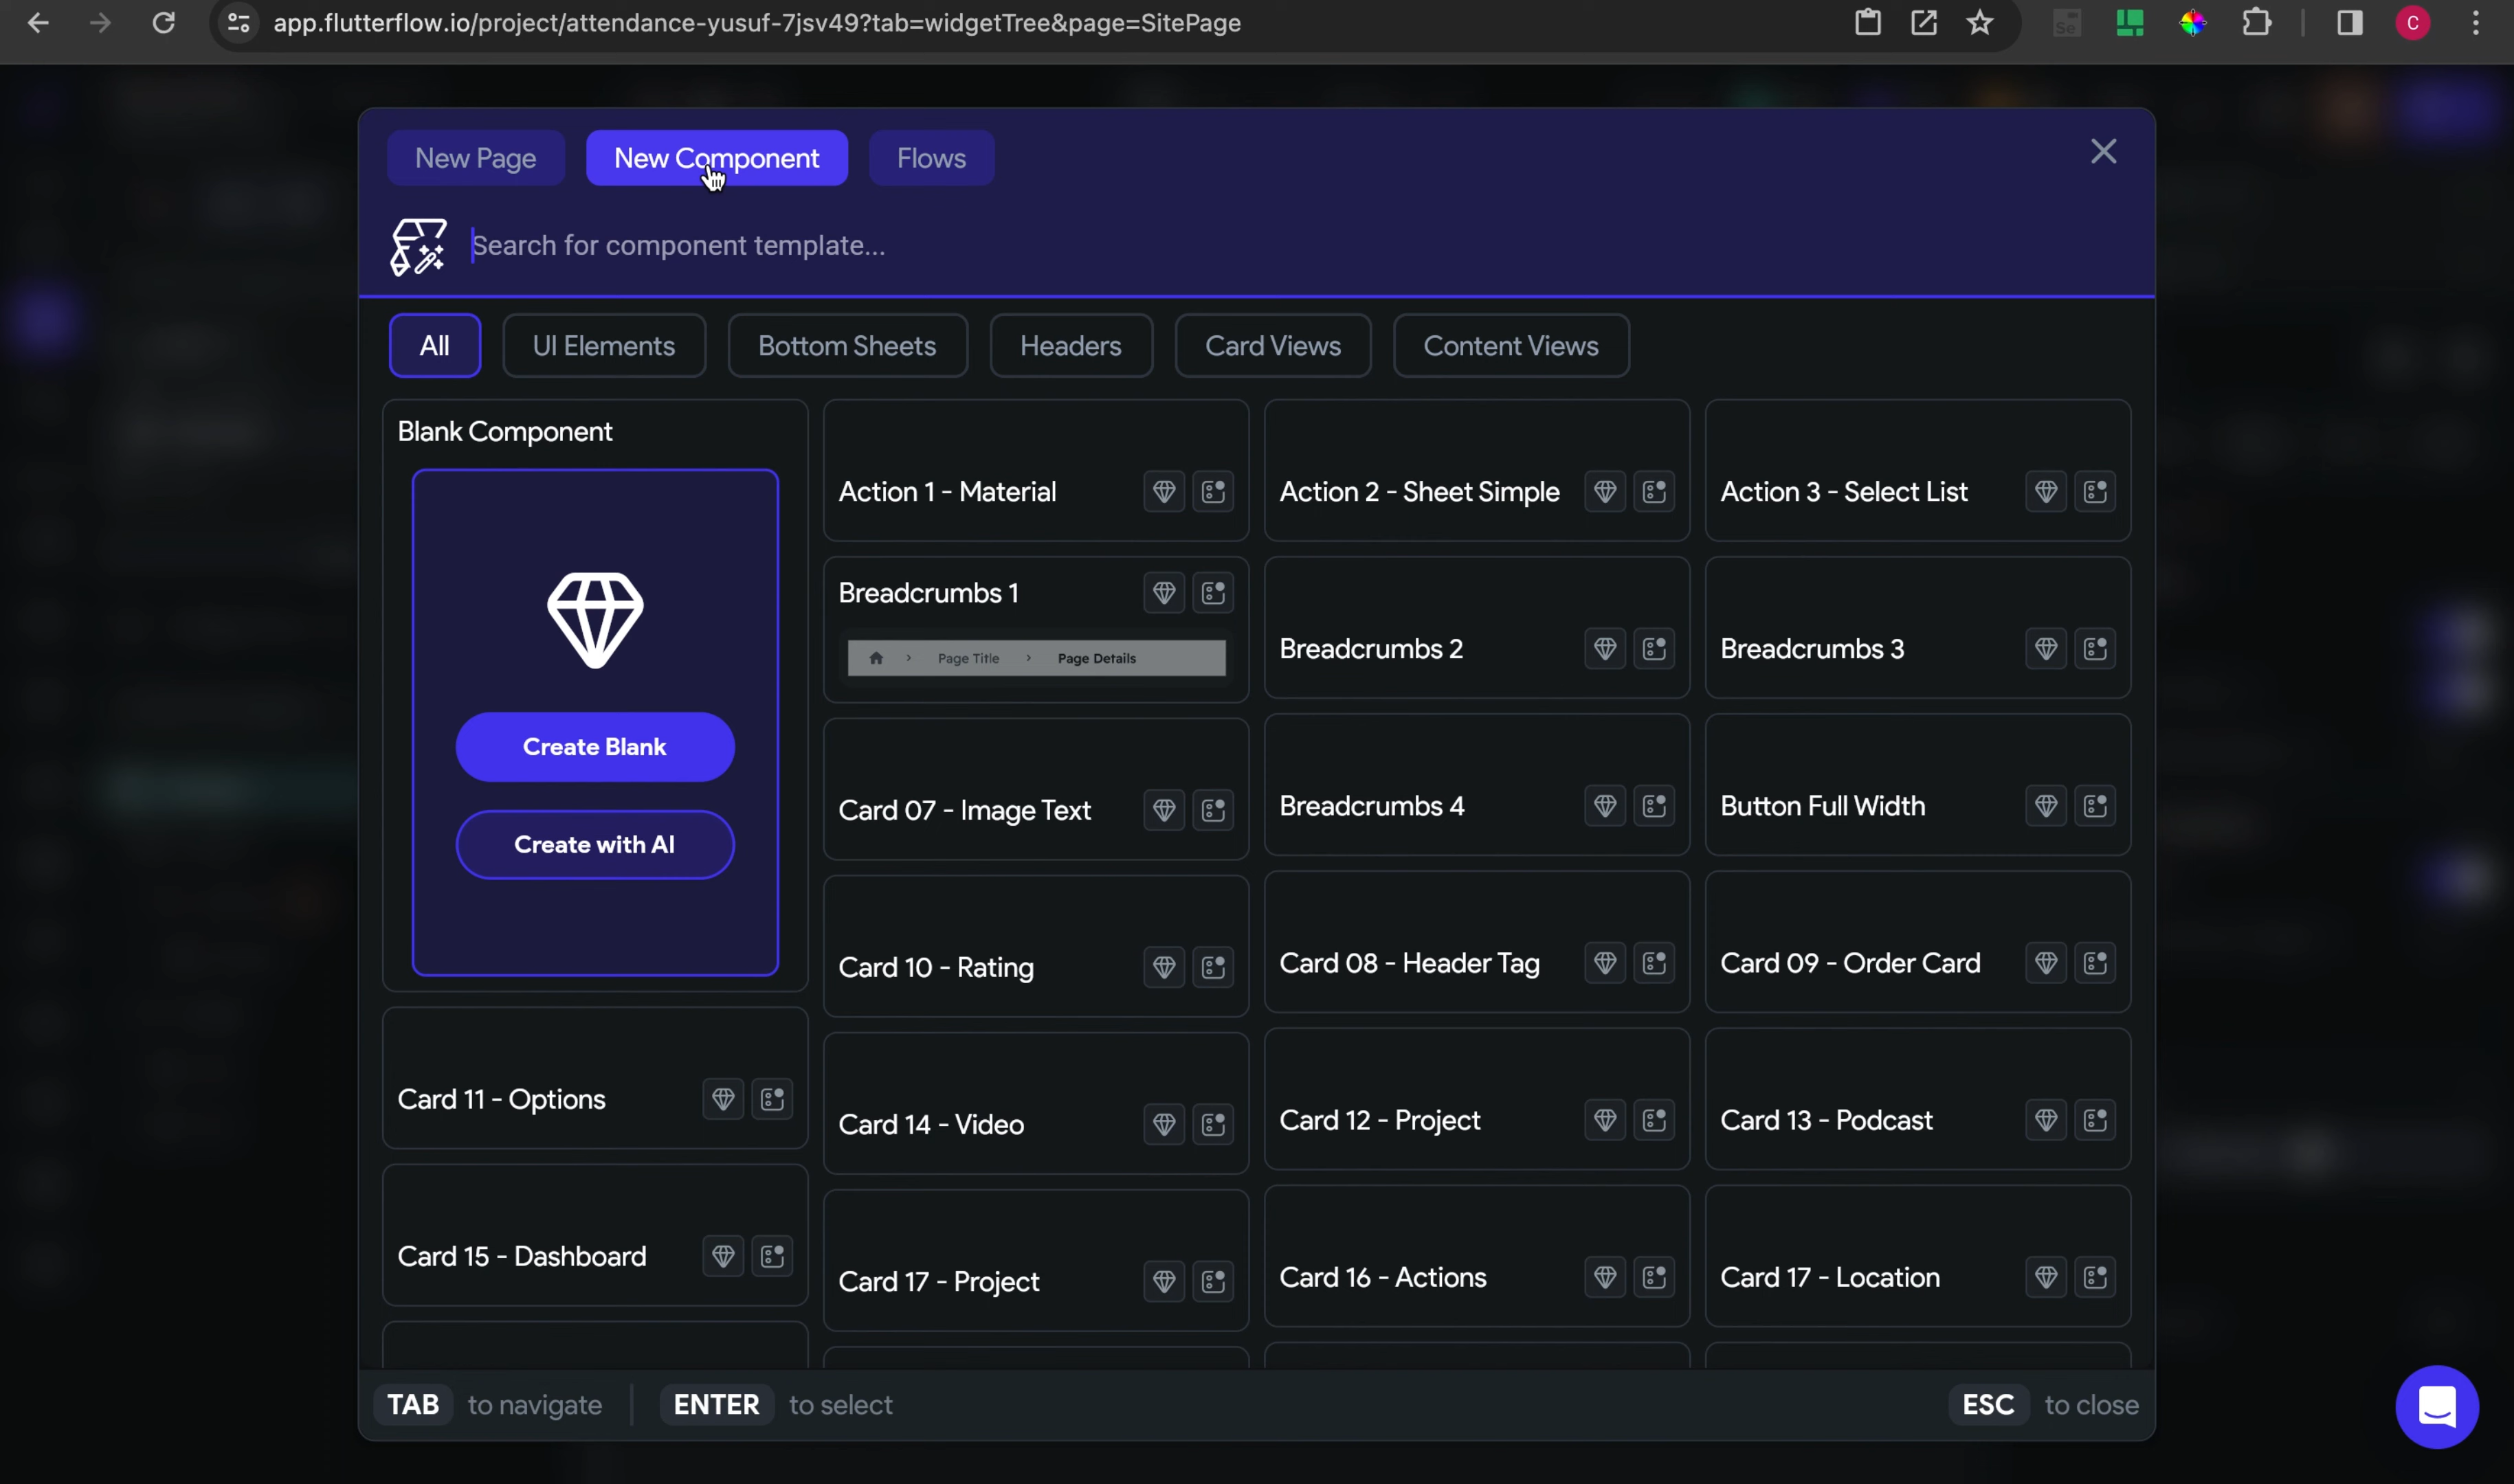 app.flutterflow.io/project/attendance-yusuf-7jsv49?tab=widgetTree&page=SitePage
Se
C
New Page
New Component
Flows
Search for component template...
All
UI Elements
Bottom Sheets
Headers
Card Views
Content Views
Blank Component
Create Blank
Create with AI
Action 1 - Material
Action 2 - Sheet Simple
Action 3 - Select List
Breadcrumbs 1
Page Title
Page Details
Breadcrumbs 2
Breadcrumbs 3
Card 07 - Image Text
Breadcrumbs 4
Button Full Width
Card 10 - Rating
Card 08 - Header Tag
Card 09 - Order Card
Card 11 - Options
Card 14 - Video
Card 12 - Project
Card 13 - Podcast
Card 15 - Dashboard
Card 17 - Project
Card 16 - Actions
Card 17 - Location
TAB to navigate
ENTER to select
ESC to close